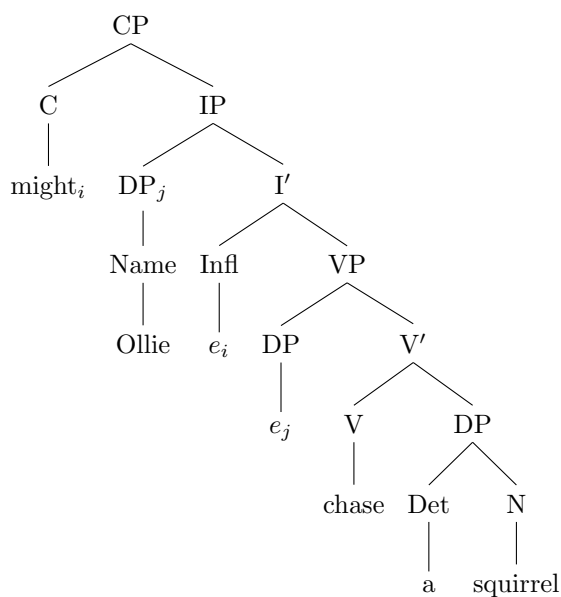 CP
C IP
might_i DP_j I′
Name Infl VP
Ollie e_i DP V′
e_j V DP
chase Det N
a squirrel